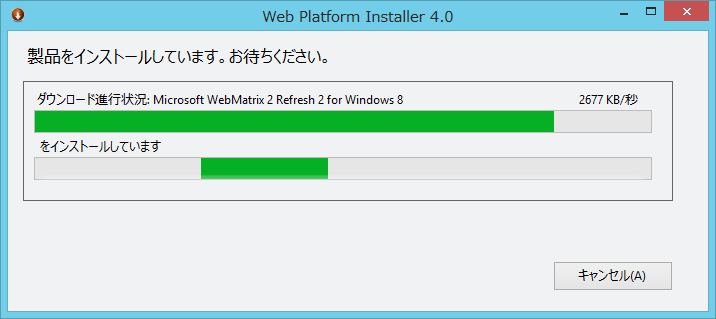 Web Platform Installer 4.0
製品をインストールしています。お待ちください。
ダウンロード進行状況: Microsoft WebMatrix 2 Refresh 2 for Windows 8 2677 KB/秒
をインストールしています
キャンセル(A)